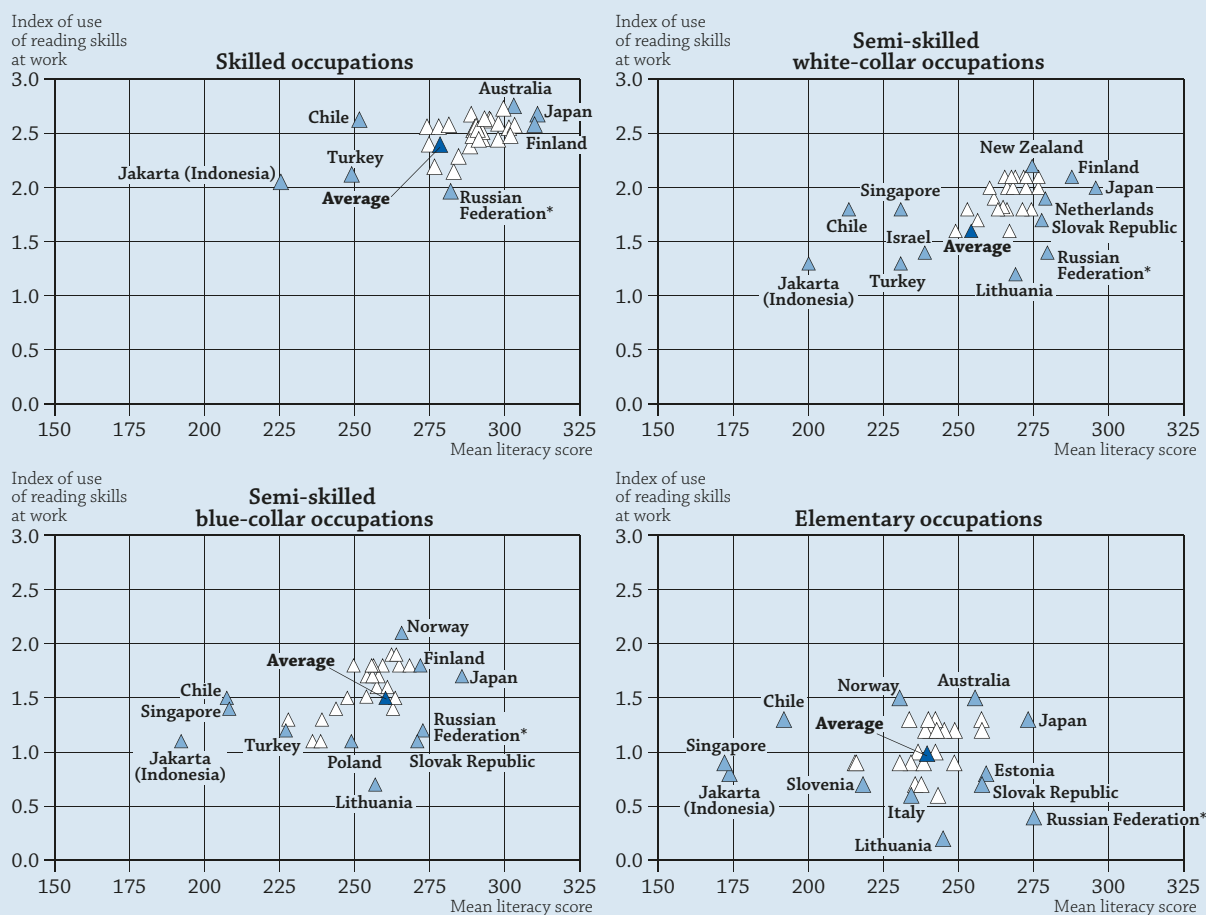 Index of use
of reading skills
at work
Skilled occupations
3.0
2.5
2.0
1.5
1.0
0.5
0.0
Australia
Chile
Japan
Finland
Turkey
Jakarta (Indonesia)
Average
Russian
Federation*
150 175 200 225 250 275 300 325
Mean literacy score
Index of use
of reading skills
at work
Semi-skilled
white-collar occupations
3.0
2.5
2.0
1.5
1.0
0.5
0.0
New Zealand
Finland
Singapore
Japan
Netherlands
Chile
Slovak Republic
Israel
Average
Russian
Federation*
Jakarta
(Indonesia)
Turkey
Lithuania
150 175 200 225 250 275 300 325
Mean literacy score
Index of use
of reading skills
at work
Semi-skilled
blue-collar occupations
3.0
2.5
2.0
1.5
1.0
0.5
0.0
Norway
Average
Finland
Japan
Chile
Singapore
Russian
Federation*
Turkey
Jakarta
(Indonesia)
Poland
Slovak Republic
Lithuania
150 175 200 225 250 275 300 325
Mean literacy score
Index of use
of reading skills
at work
Elementary occupations
3.0
2.5
2.0
1.5
1.0
0.5
0.0
Norway
Australia
Chile
Average
Japan
Singapore
Estonia
Slovenia
Slovak Republic
Jakarta
(Indonesia)
Italy
Russian Federation*
Lithuania
150 175 200 225 250 275 300 325
Mean literacy score